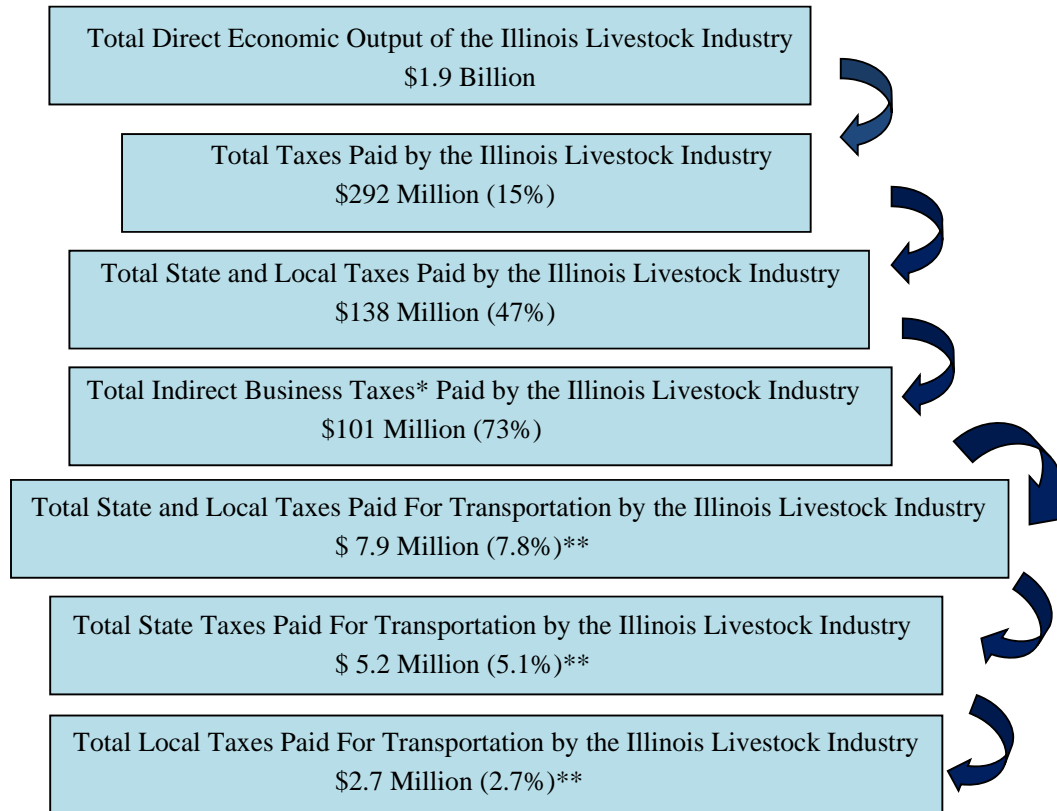 Total Direct Economic Output of the Illinois Livestock Industry
$1.9 Billion
Total Taxes Paid by the Illinois Livestock Industry
$292 Million (15%)
Total State and Local Taxes Paid by the Illinois Livestock Industry
$138 Million (47%)
Total Indirect Business Taxes* Paid by the Illinois Livestock Industry
$101 Million (73%)
Total State and Local Taxes Paid For Transportation by the Illinois Livestock Industry
$ 7.9 Million (7.8%)**
Total State Taxes Paid For Transportation by the Illinois Livestock Industry
$ 5.2 Million (5.1%)**
Total Local Taxes Paid For Transportation by the Illinois Livestock Industry
$2.7 Million (2.7%)**